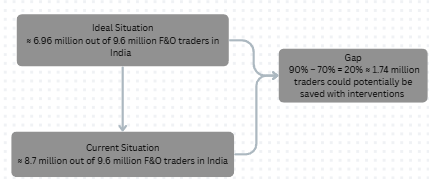 Ideal Situation
≈ 6.96 million out of 9.6 million F&O traders in
India
Gap
90% – 70% = 20% ≈ 1.74 million
traders could potentially be
saved with interventions
Current Situation
≈ 8.7 million out of 9.6 million F&O traders in India